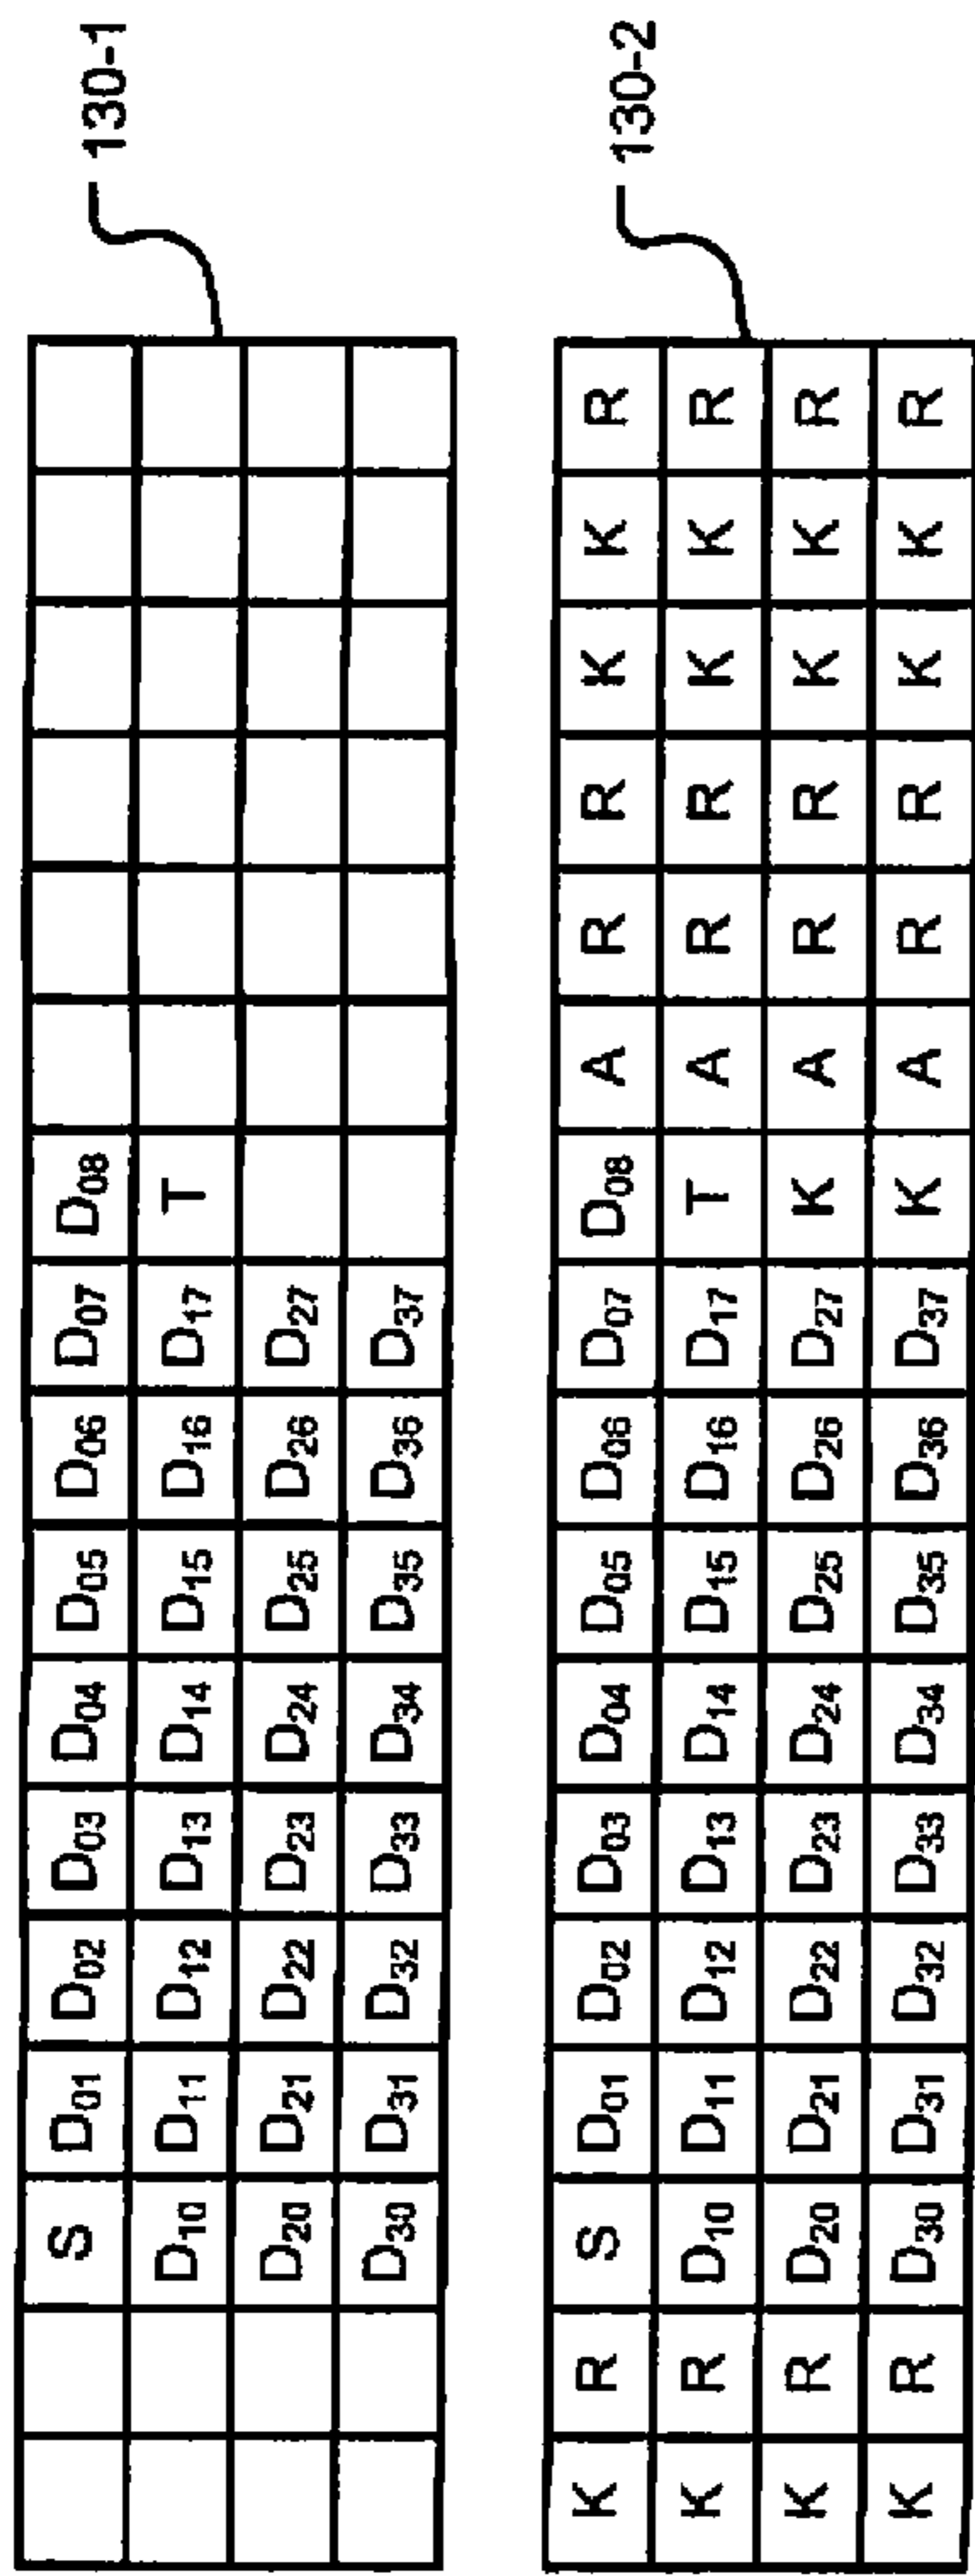 S D₀₁ D₀₂ D₀₃ D₀₄ D₀₅ D₀₆ D₀₇ D₀₈
D₁₀ D₁₁ D₁₂ D₁₃ D₁₄ D₁₅ D₁₆ D₁₇ T
D₂₀ D₂₁ D₂₂ D₂₃ D₂₄ D₂₅ D₂₆ D₂₇
D₃₀ D₃₁ D₃₂ D₃₃ D₃₄ D₃₅ D₃₆ D₃₇
130-1
K R S D₀₁ D₀₂ D₀₃ D₀₄ D₀₅ D₀₆ D₀₇ D₀₈ A R R K K R
K R D₁₀ D₁₁ D₁₂ D₁₃ D₁₄ D₁₅ D₁₆ D₁₇ T A R R K K R
K R D₂₀ D₂₁ D₂₂ D₂₃ D₂₄ D₂₅ D₂₆ D₂₇ K A R R K K R
K R D₃₀ D₃₁ D₃₂ D₃₃ D₃₄ D₃₅ D₃₆ D₃₇ K A R R K K R
130-2